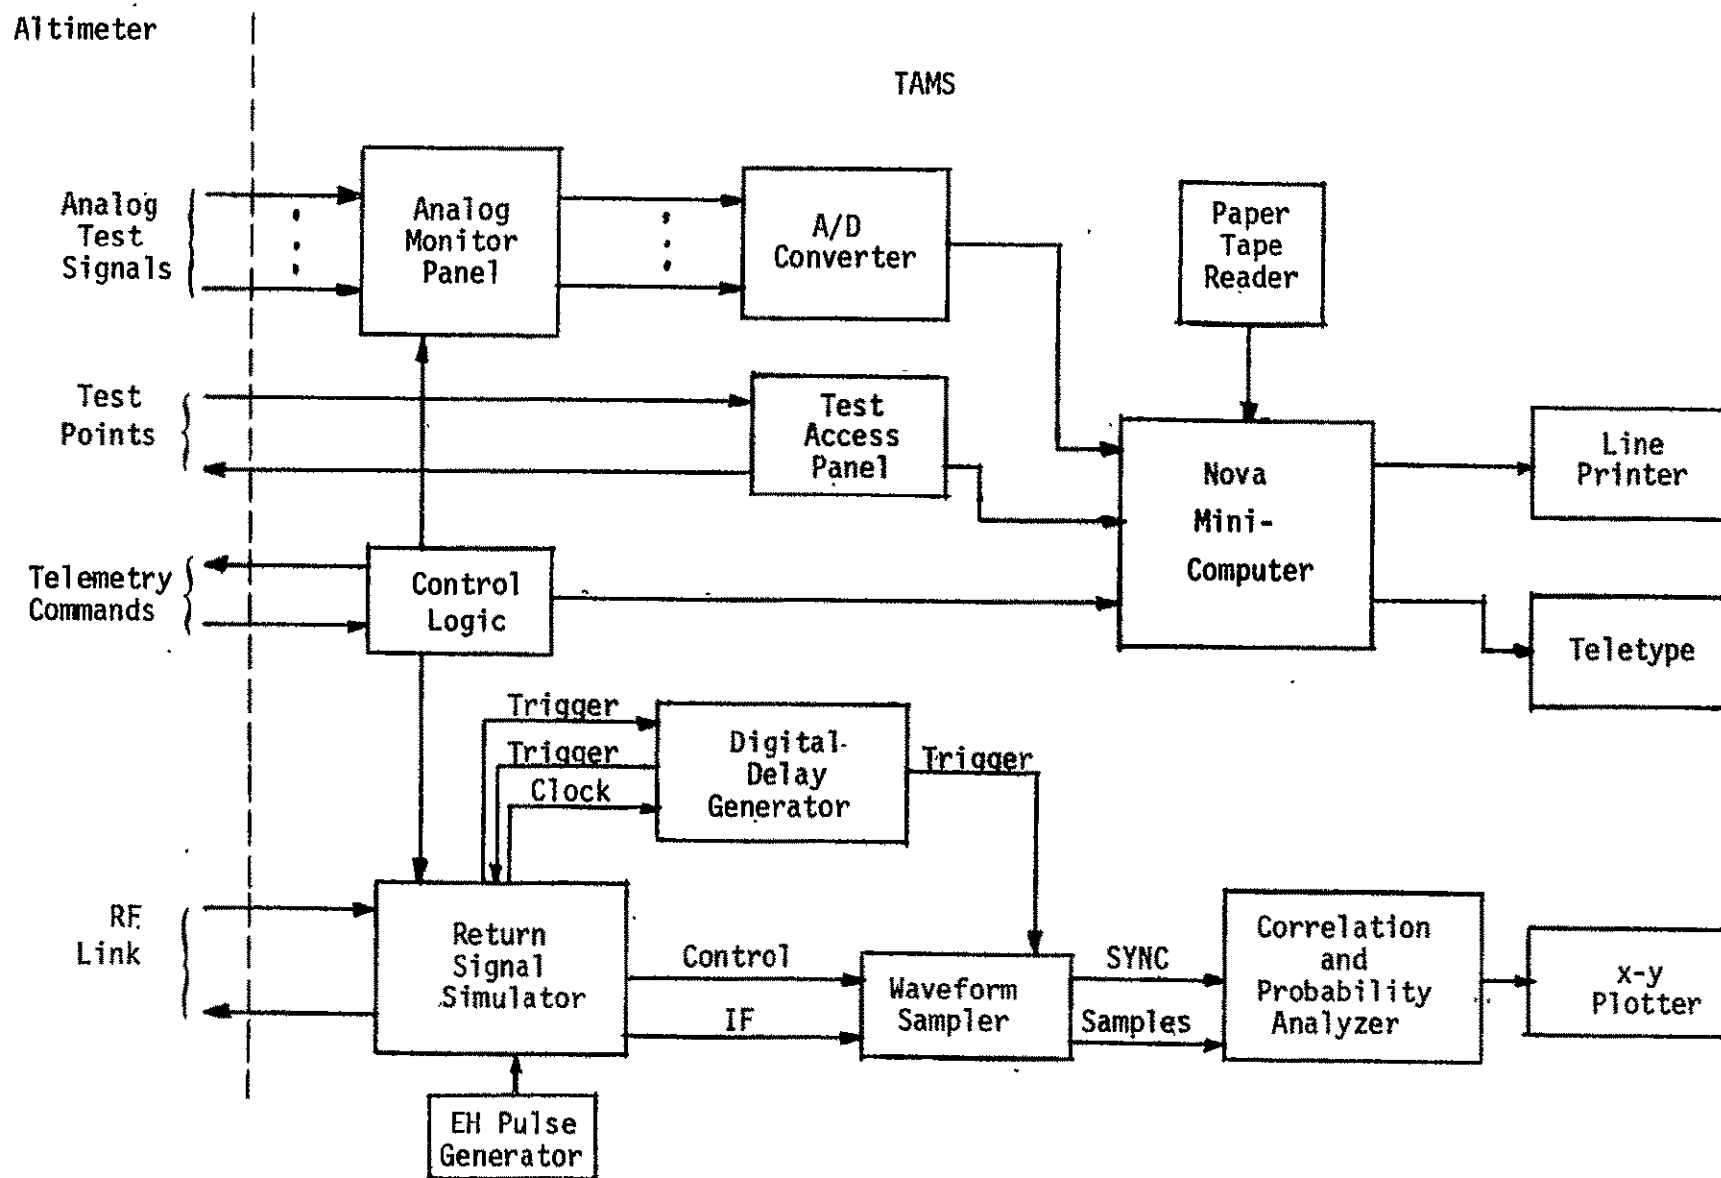 Altimeter
TAMS
Analog
Test
Signals
Analog
Monitor
Panel
A/D
Converter
Paper
Tape
Reader
Test
Points
Test
Access
Panel
Nova
Mini-
Computer
Line
Printer
Telemetry
Commands
Control
Logic
Teletype
Trigger
Trigger
Clock
Digital
Delay
Generator
Trigger
RF
Link
Return
Signal
Simulator
Control
IF
Waveform
Sampler
SYNC
Samples
Correlation
and
Probability
Analyzer
x-y
Plotter
EH Pulse
Generator